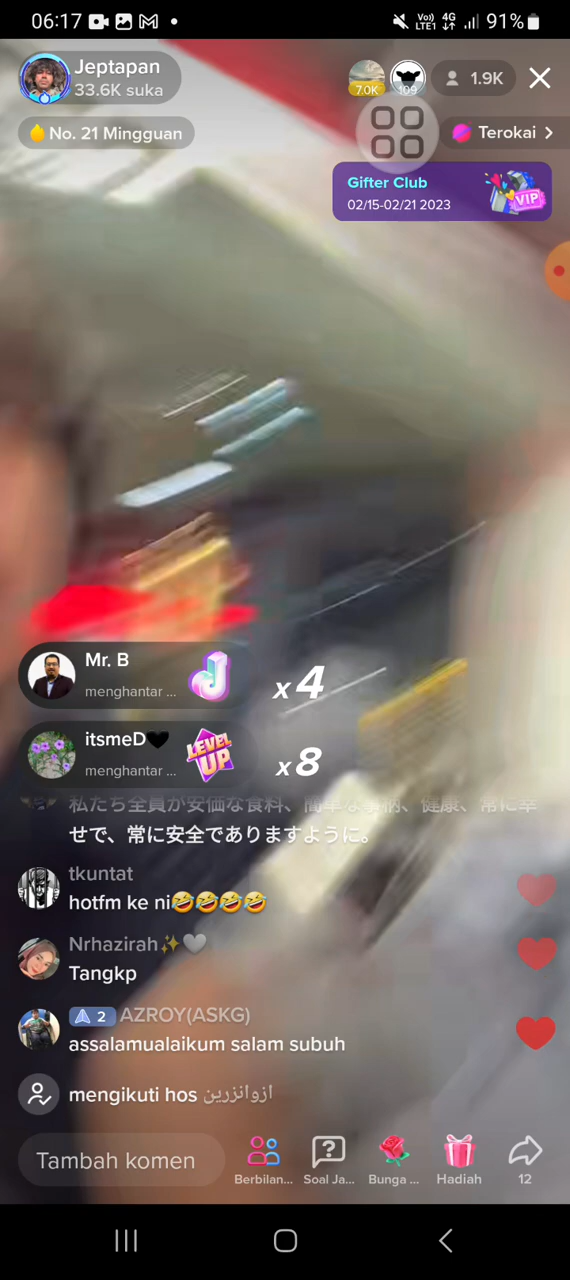 06:17
Vo))
LTE1
4G
91%
Jeptapan
33.6K suka
7.0K
109
1.9K
No. 21 Mingguan
Terokai >
Gifter Club
02/15-02/21 2023
VIP
Mr. B
menghantar ...
x4
itsmeD🖤
menghantar ...
LEVEL UP
x8
私たち全員が安価な食料、簡単な事柄、健康、常に幸
せで、常に安全でありますように。
tkuntat
hotfm ke ni🤣🤣🤣🤣
Nrhazirah✨🤍
Tangkp
2 AZROY(ASKG)
assalamualaikum salam subuh
mengikuti hos ازوانزرين
Tambah komen
Berbilan...
Soal Ja...
Bunga ...
Hadiah
12